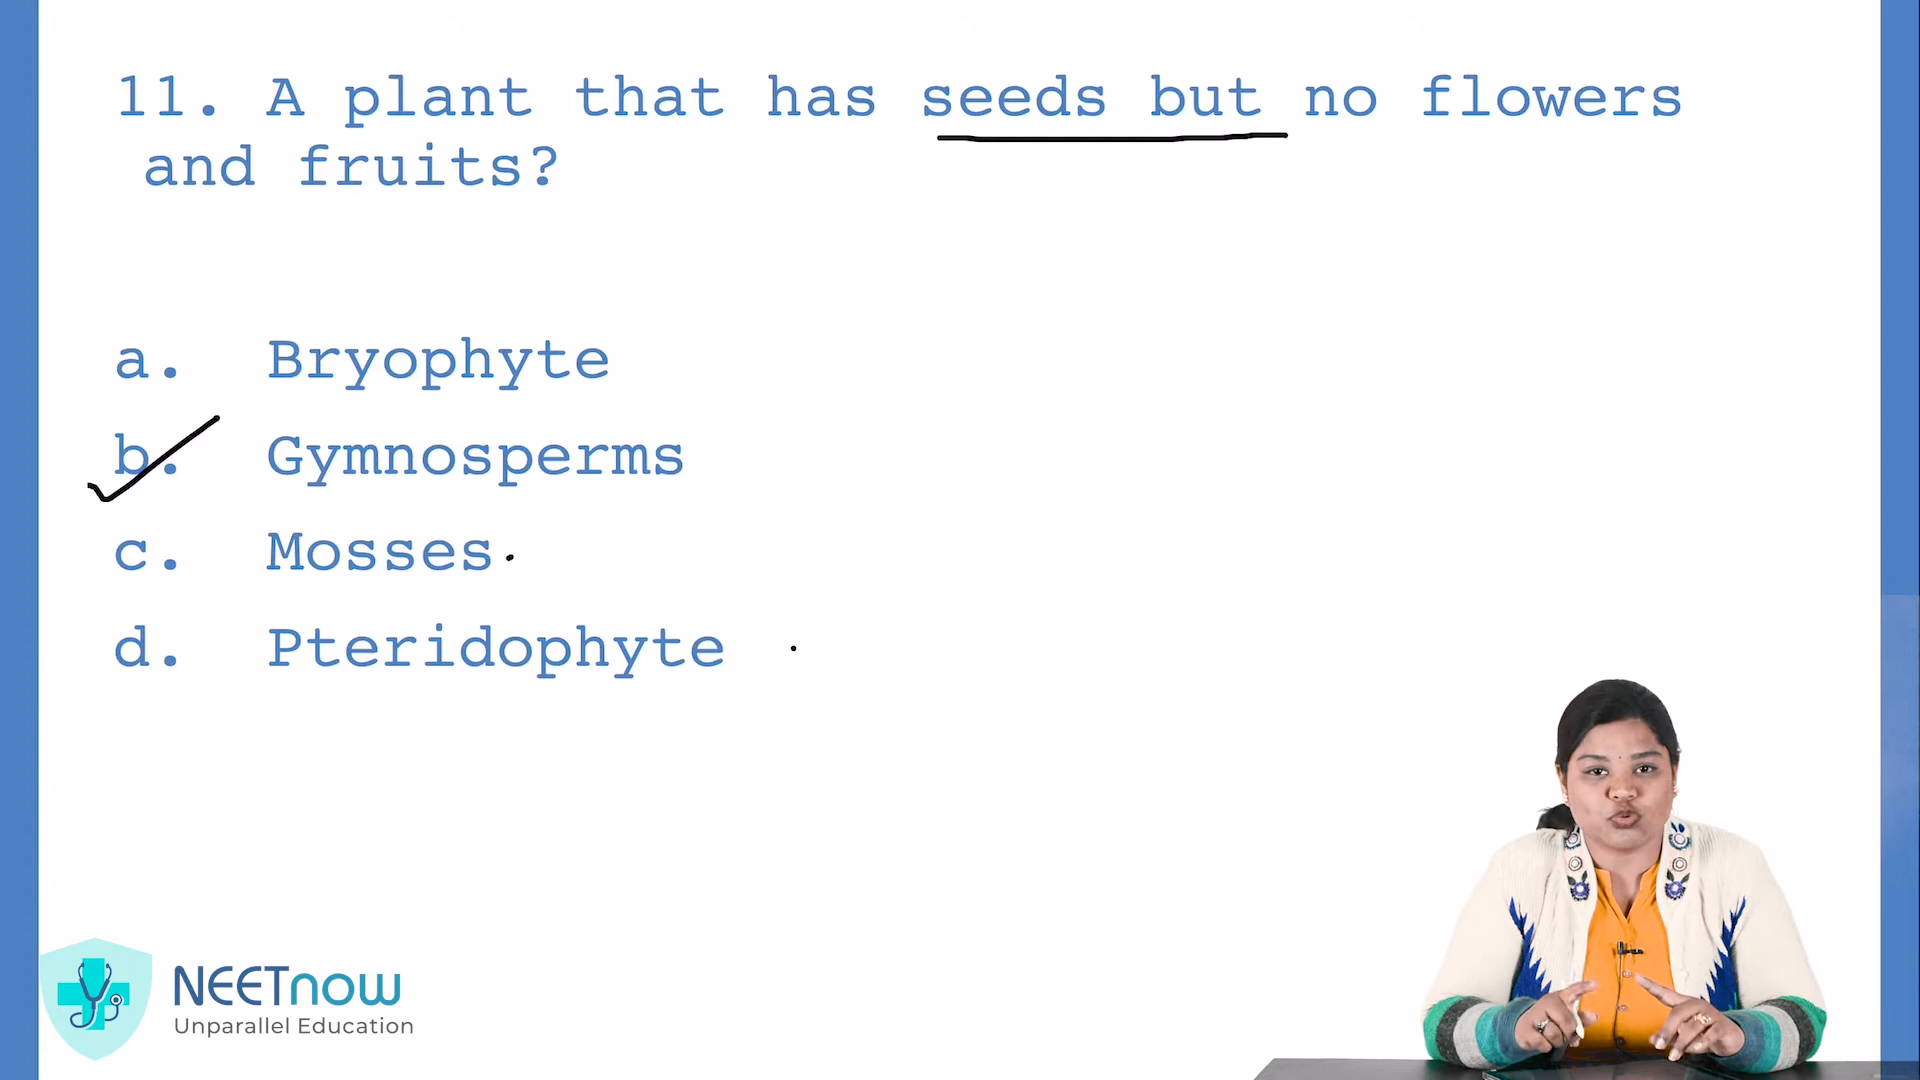 11. A plant that has seeds but no flowers
and fruits?
a. Bryophyte
b. Gymnosperms
c. Mosses
d. Pteridophyte
NEETnow
Unparallel Education